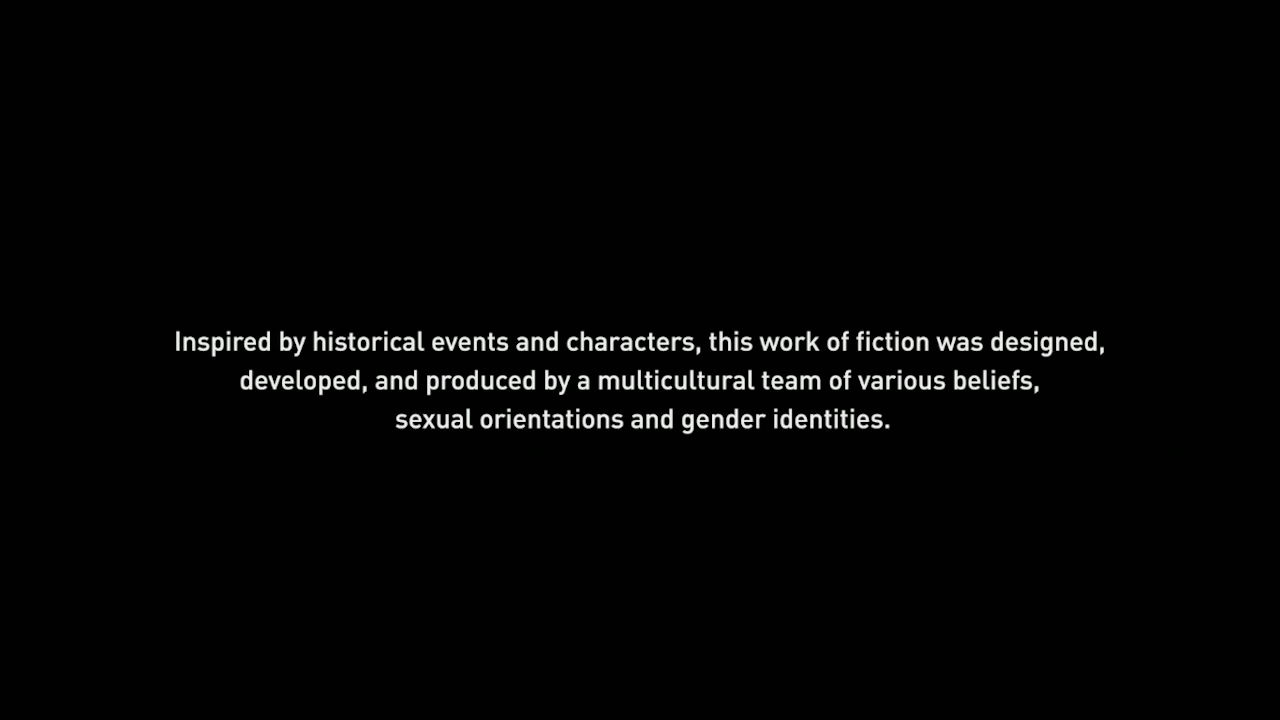 Inspired by historical events and characters, this work of fiction was designed,
developed, and produced by a multicultural team of various beliefs,
sexual orientations and gender identities.